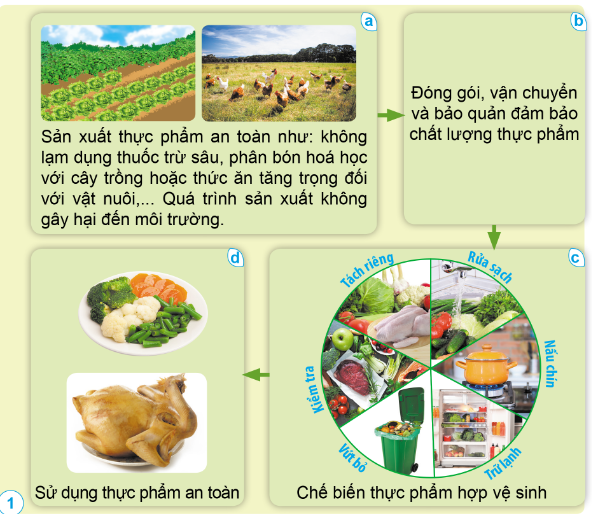 a
Sản xuất thực phẩm an toàn như: không
lạm dụng thuốc trừ sâu, phân bón hoá học
với cây trồng hoặc thức ăn tăng trọng đối
với vật nuôi,... Quá trình sản xuất không
gây hại đến môi trường.
b
Đóng gói, vận chuyển
và bảo quản đảm bảo
chất lượng thực phẩm
c
Tách riêng
Rửa sạch
Nấu chín
Trữ lạnh
Vứt bỏ
Kiểm tra
Chế biến thực phẩm hợp vệ sinh
d
Sử dụng thực phẩm an toàn
1